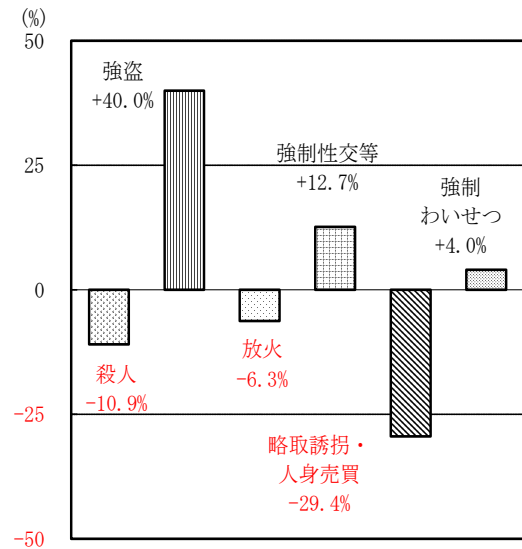 (%)
50
強盗
+40.0%
強制性交等
+12.7%
25
強制
わいせつ
+4.0%
0
殺人
-10.9%
放火
-6.3%
-25
略取誘拐・
人身売買
-29.4%
-50